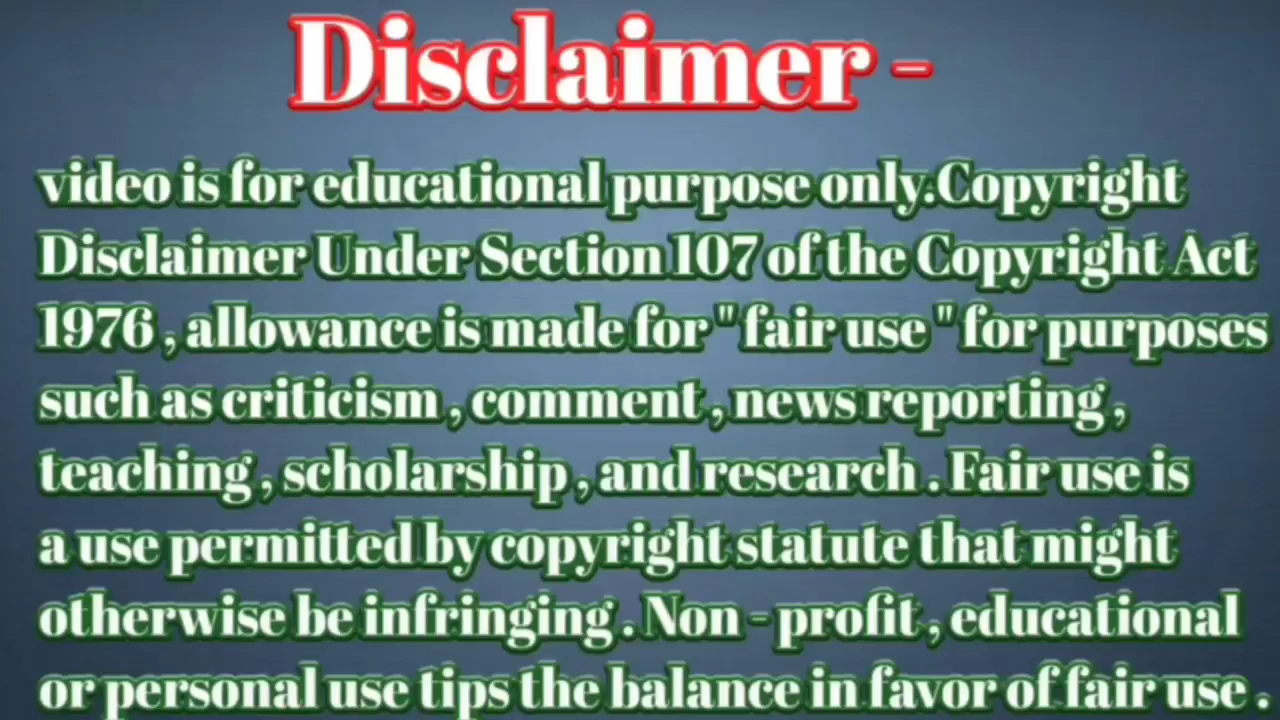 Disclaimer -
video is for educational purpose only.Copyright
Disclaimer Under Section 107 of the Copyright Act
1976 , allowance is made for " fair use " for purposes
such as criticism , comment , news reporting ,
teaching , scholarship , and research . Fair use is
a use permitted by copyright statute that might
otherwise be infringing . Non - profit , educational
or personal use tips the balance in favor of fair use .